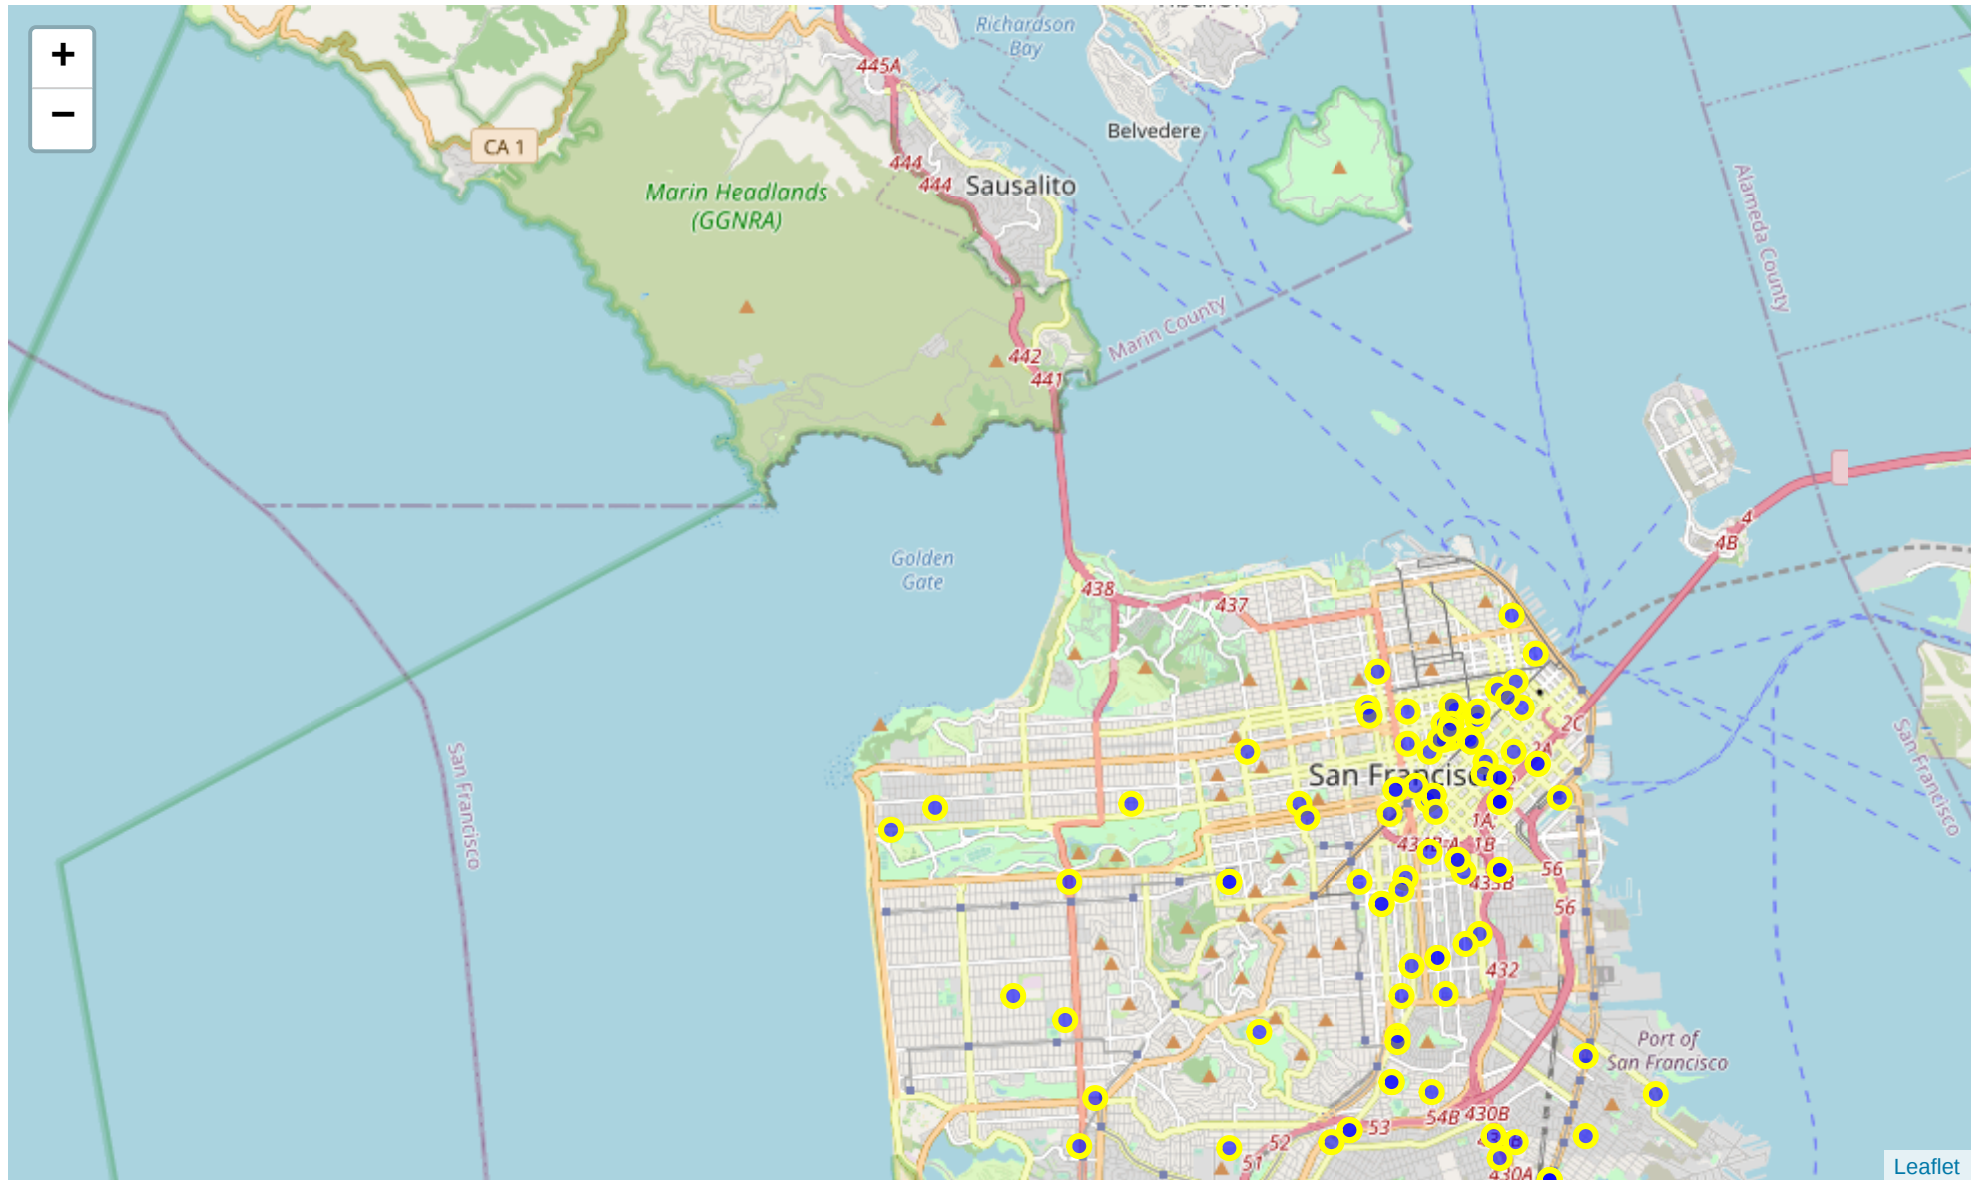 +
−
Richardson
Bay
445A
CA 1
Belvedere
444
444
Sausalito
Marin Headlands
(GGNRA)
Alameda County
Marin County
442
441
4
4B
Golden
Gate
438
437
2C
2A
San Francisco
San Francisco
San Francisco
1A
1B
56
433B
56
432
Port of
San Francisco
54B
430B
53
52
51
430A
Leaflet